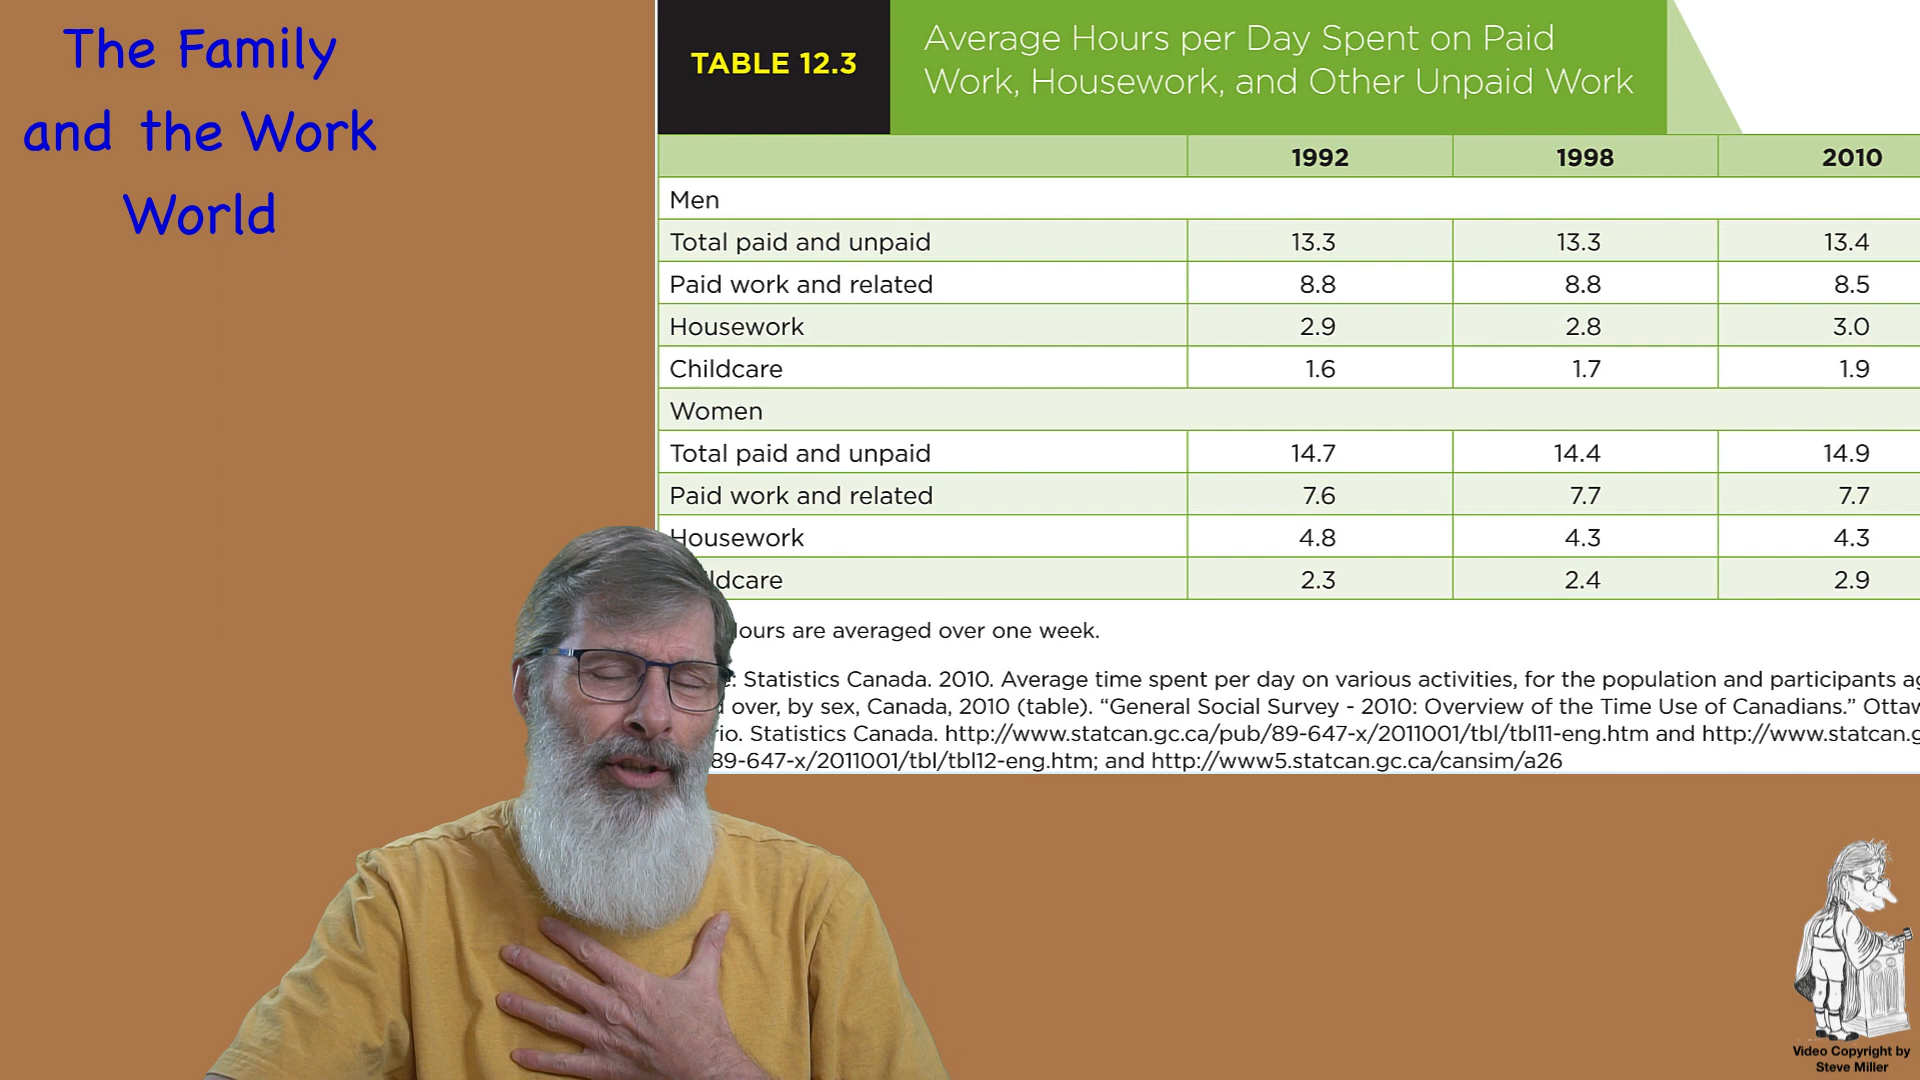 The Family
and the Work
World
TABLE 12.3
Average Hours per Day Spent on Paid
Work, Housework, and Other Unpaid Work
1992 1998 2010
Men
Total paid and unpaid 13.3 13.3 13.4
Paid work and related 8.8 8.8 8.5
Housework 2.9 2.8 3.0
Childcare 1.6 1.7 1.9
Women
Total paid and unpaid 14.7 14.4 14.9
Paid work and related 7.6 7.7 7.7
Housework 4.8 4.3 4.3
ldcare 2.3 2.4 2.9
ours are averaged over one week.
: Statistics Canada. 2010. Average time spent per day on various activities, for the population and participants ag
d over, by sex, Canada, 2010 (table). “General Social Survey - 2010: Overview of the Time Use of Canadians.” Ottaw
rio. Statistics Canada. http://www.statcan.gc.ca/pub/89-647-x/2011001/tbl/tbl11-eng.htm and http://www.statcan.g
89-647-x/2011001/tbl/tbl12-eng.htm; and http://www5.statcan.gc.ca/cansim/a26
Video Copyright by
Steve Miller